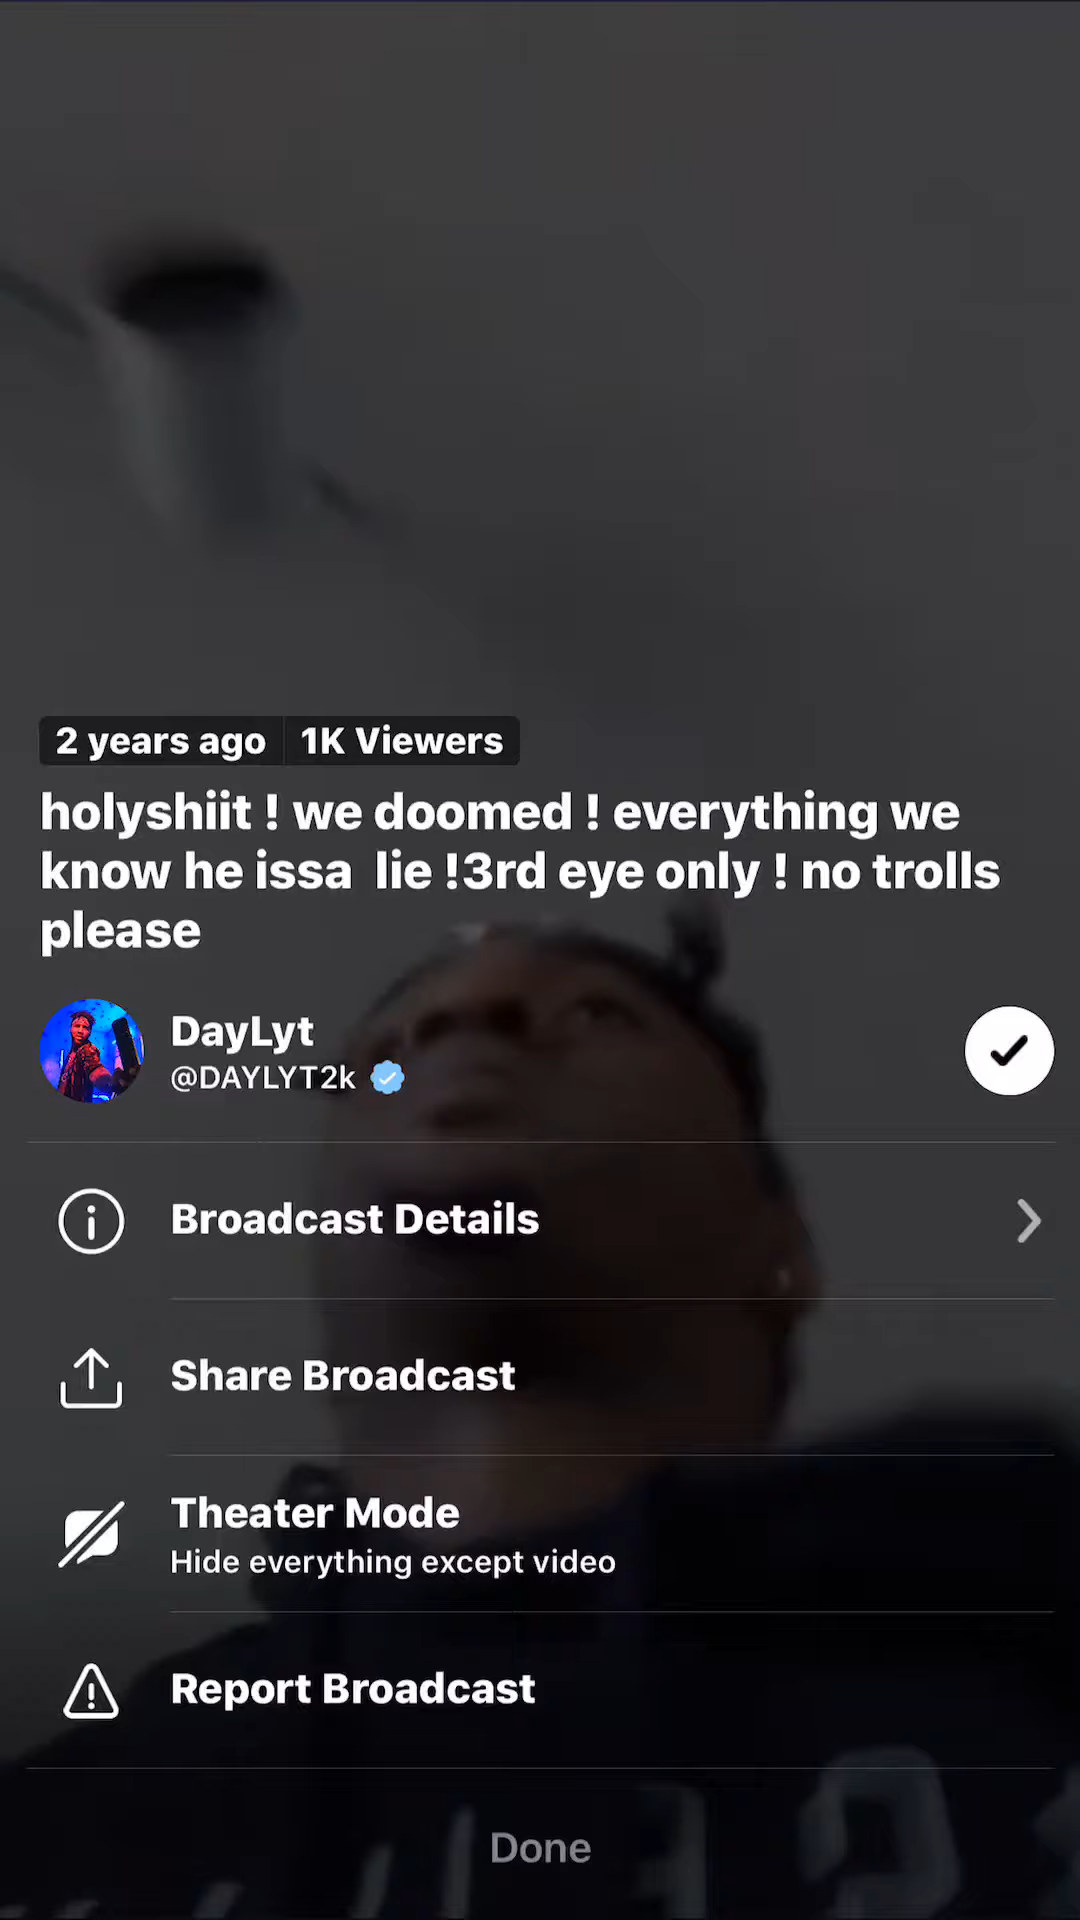 2 years ago 1K Viewers
holyshiit ! we doomed ! everything we
know he issa  lie !3rd eye only ! no trolls
please
DayLyt
@DAYLYT2k
Broadcast Details
Share Broadcast
Theater Mode
Hide everything except video
Report Broadcast
Done